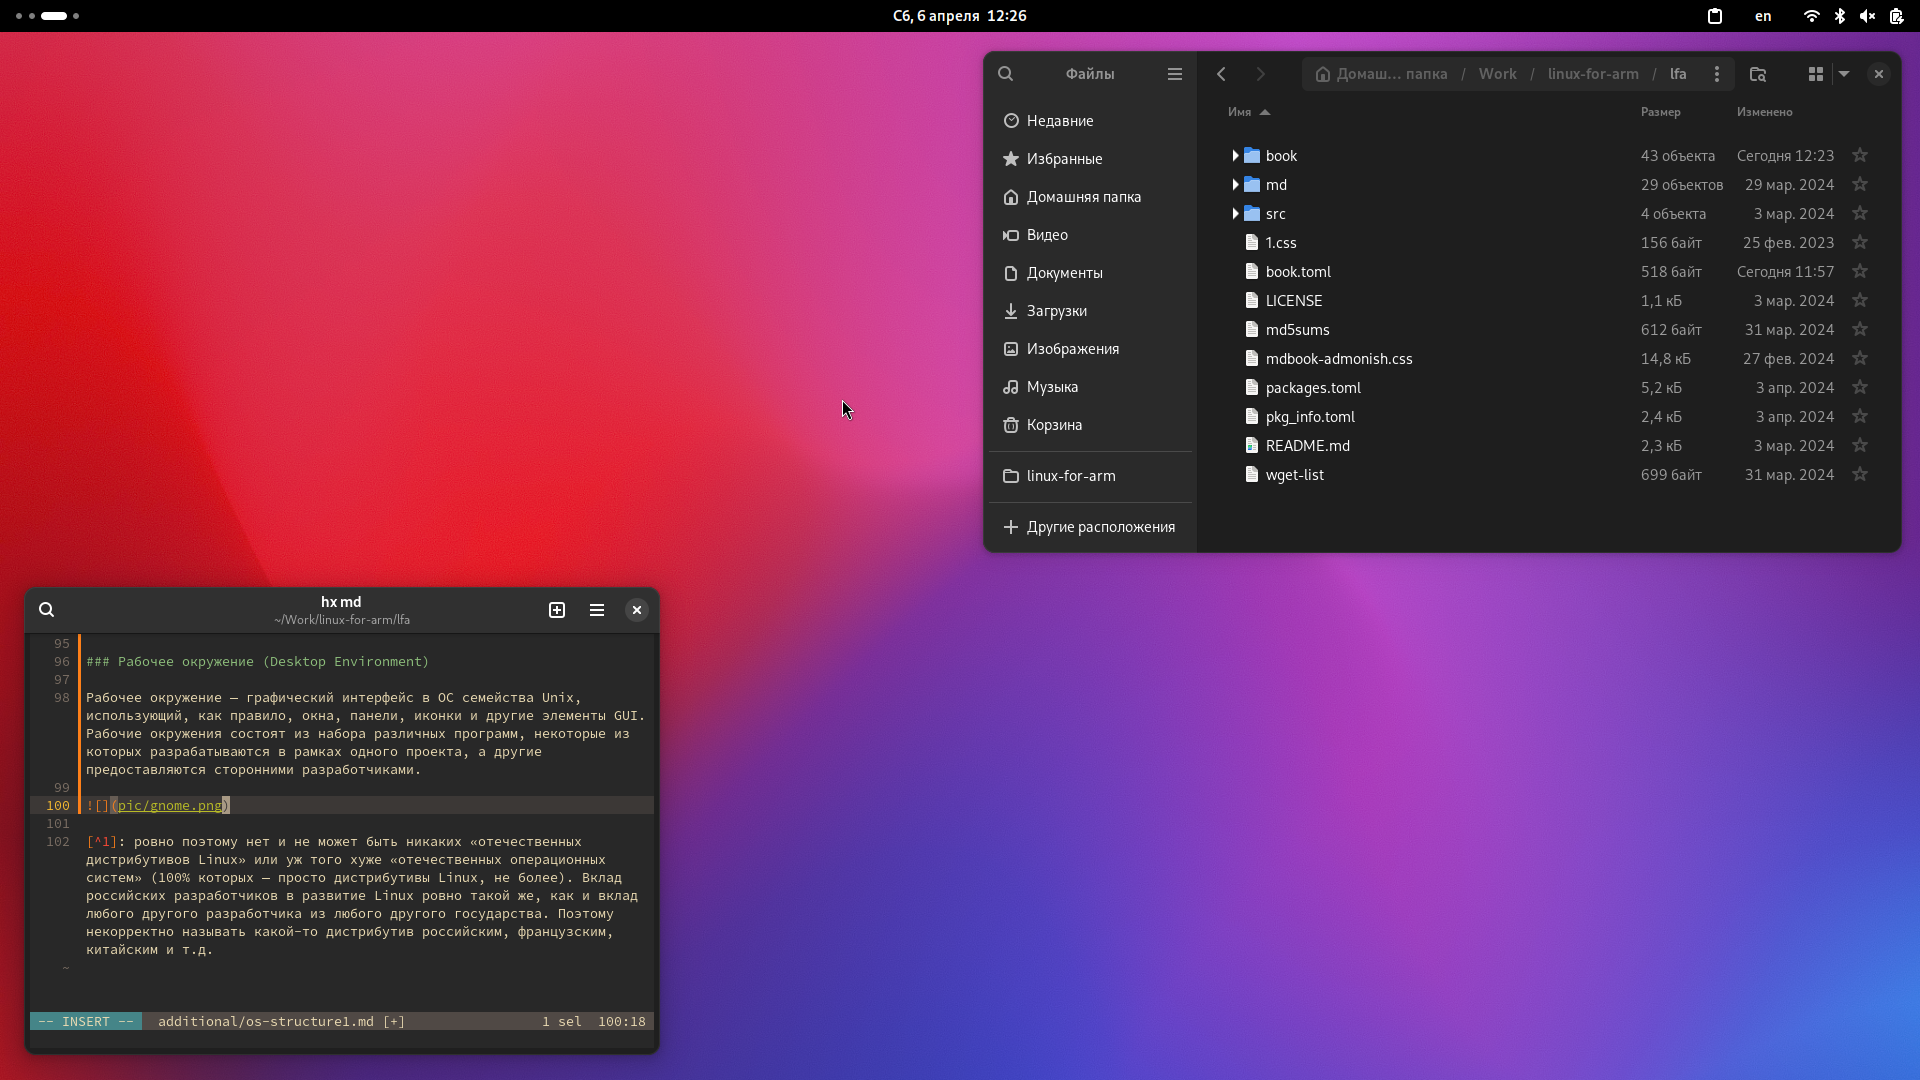 Сб, 6 апреля 12:26
en
Файлы
Домаш... папка / Work / linux-for-arm / lfa
Недавние
Избранные
Домашняя папка
Видео
Документы
Загрузки
Изображения
Музыка
Корзина
linux-for-arm
Другие расположения
Имя Размер Изменено
book 43 объекта Сегодня 12:23
md 29 объектов 29 мар. 2024
src 4 объекта 3 мар. 2024
1.css 156 байт 25 фев. 2023
book.toml 518 байт Сегодня 11:57
LICENSE 1,1 кБ 3 мар. 2024
md5sums 612 байт 31 мар. 2024
mdbook-admonish.css 14,8 кБ 27 фев. 2024
packages.toml 5,2 кБ 3 апр. 2024
pkg_info.toml 2,4 кБ 3 апр. 2024
README.md 2,3 кБ 3 мар. 2024
wget-list 699 байт 31 мар. 2024
hx md
~/Work/linux-for-arm/lfa
95
96 ### Рабочее окружение (Desktop Environment)
97
98 Рабочее окружение — графический интерфейс в ОС семейства Unix,
использующий, как правило, окна, панели, иконки и другие элементы GUI.
Рабочие окружения состоят из набора различных программ, некоторые из
которых разрабатываются в рамках одного проекта, а другие
предоставляются сторонними разработчиками.
99
100 ![](pic/gnome.png)
101
102 [^1]: ровно поэтому нет и не может быть никаких «отечественных
дистрибутивов Linux» или уж того хуже «отечественных операционных
систем» (100% которых — просто дистрибутивы Linux, не более). Вклад
российских разработчиков в развитие Linux ровно такой же, как и вклад
любого другого разработчика из любого другого государства. Поэтому
некорректно называть какой-то дистрибутив российским, французским,
китайским и т.д.
~
-- INSERT -- additional/os-structure1.md [+] 1 sel 100:18